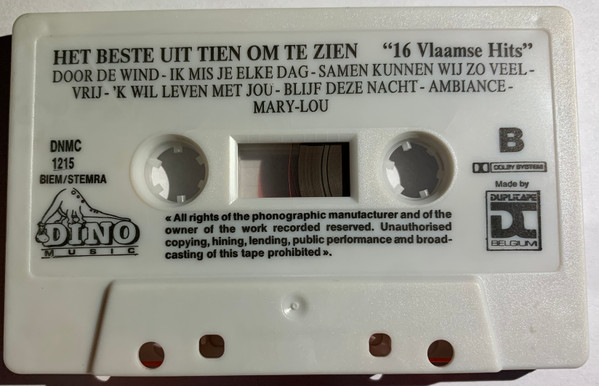 HET BESTE UIT TIEN OM TE ZIEN “16 Vlaamse Hits”
DOOR DE WIND - IK MIS JE ELKE DAG - SAMEN KUNNEN WIJ ZO VEEL -
VRIJ - 'K WIL LEVEN MET JOU - BLIJF DEZE NACHT - AMBIANCE -
MARY-LOU
DNMC
1215
BIEM/STEMRA
B
DOLBY SYSTEM
Made by
DUPLITAPE
BELGIUM
DINO
MUSIC
« All rights of the phonographic manufacturer and of the
owner of the work recorded reserved. Unauthorised
copying, hining, lending, public performance and broad-
casting of this tape prohibited ».